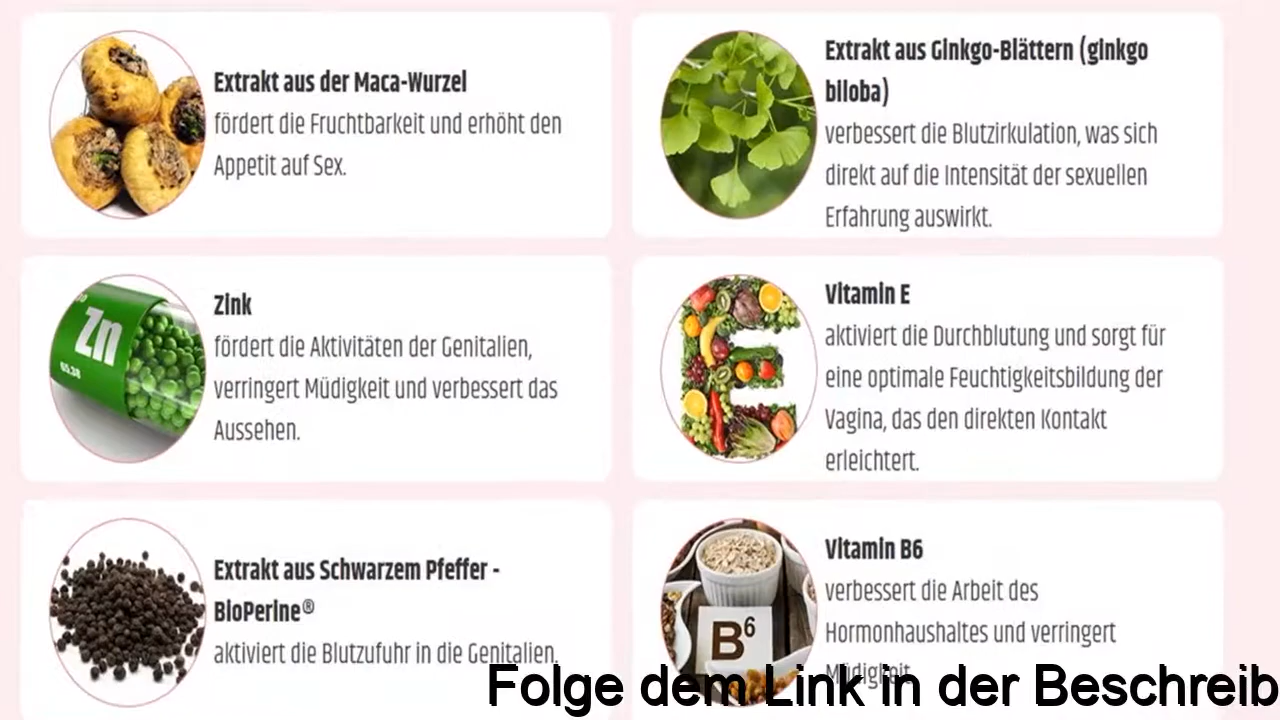 Extrakt aus der Maca-Wurzel
fördert die Fruchtbarkeit und erhöht den
Appetit auf Sex.
Extrakt aus Ginkgo-Blättern (ginkgo
biloba)
verbessert die Blutzirkulation, was sich
direkt auf die Intensität der sexuellen
Erfahrung auswirkt.
Zn
65:38
Zink
fördert die Aktivitäten der Genitalien,
verringert Müdigkeit und verbessert das
Aussehen.
Vitamin E
aktiviert die Durchblutung und sorgt für
eine optimale Feuchtigkeitsbildung der
Vagina, das den direkten Kontakt
erleichtert.
Extrakt aus Schwarzem Pfeffer -
BioPerine®
aktiviert die Blutzufuhr in die Genitalien.
B6
Vitamin B6
verbessert die Arbeit des
Hormonhaushaltes und verringert
Müdigkeit.
Folge dem Link in der Beschreib